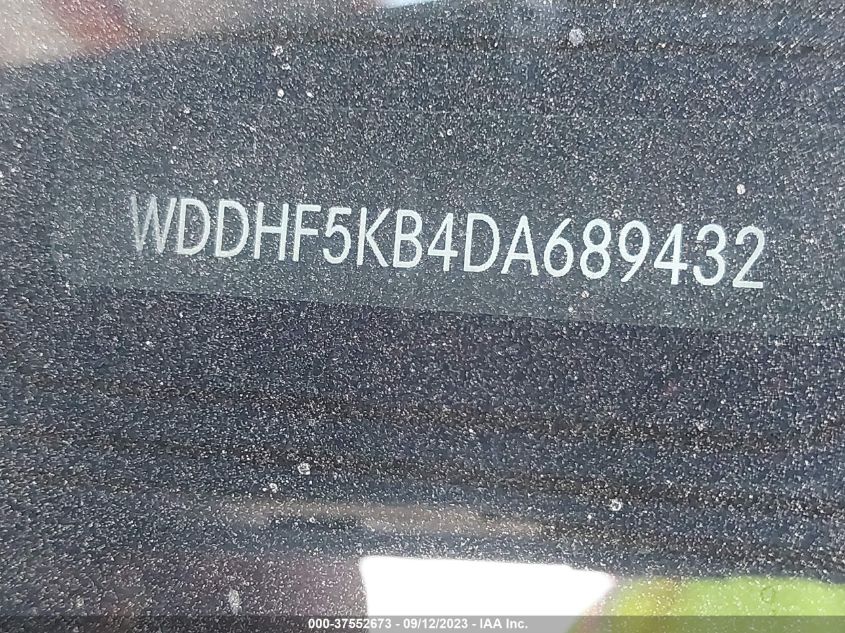 WDDHF5KB4DA689432
000-37552673 - 09/12/2023 - IAA Inc.